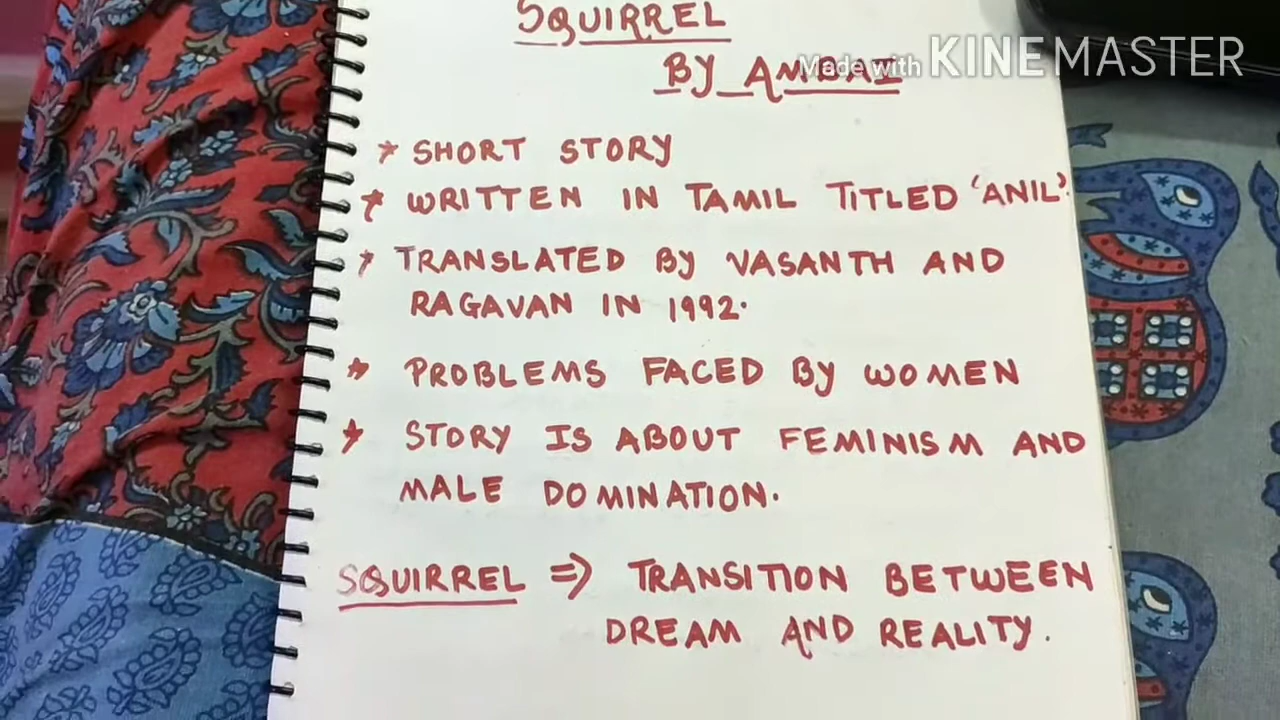 SQUIRREL
BY AMBAI
Made with KINEMASTER
* SHORT STORY
* WRITTEN IN TAMIL TITLED 'ANIL'.
* TRANSLATED BY VASANTH AND
RAGAVAN IN 1992.
* PROBLEMS FACED BY WOMEN
* STORY IS ABOUT FEMINISM AND
MALE DOMINATION.
SQUIRREL => TRANSITION BETWEEN
DREAM AND REALITY.